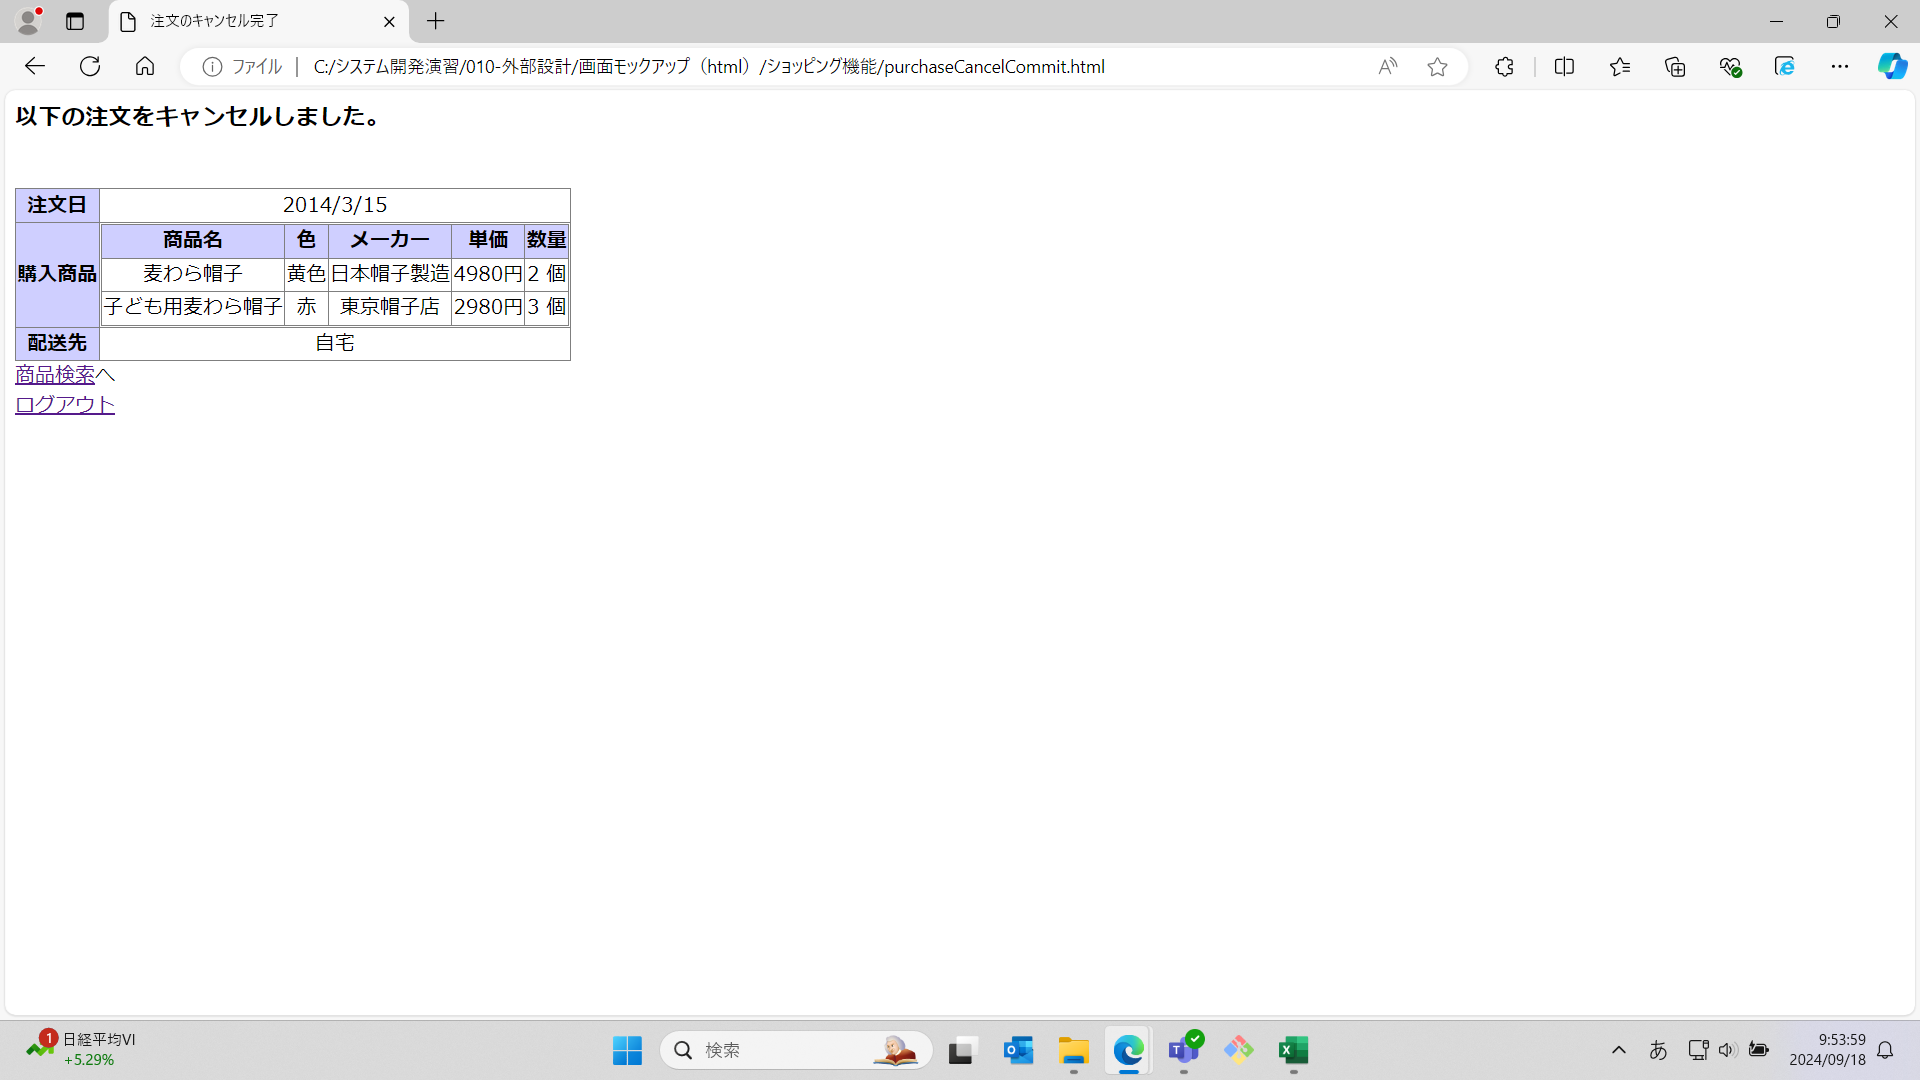 注文のキャンセル完了
ファイル
C:/システム開発演習/010-外部設計/画面モックアップ（html）/ショッピング機能/purchaseCancelCommit.html
以下の注文をキャンセルしました。
注文日 2014/3/15
購入商品
商品名 色 メーカー 単価 数量
麦わら帽子 黄色 日本帽子製造 4980円 2 個
子ども用麦わら帽子 赤 東京帽子店 2980円 3 個
配送先 自宅
商品検索へ
ログアウト
1 日経平均VI
+5.29%
検索
あ
9:53:59
2024/09/18